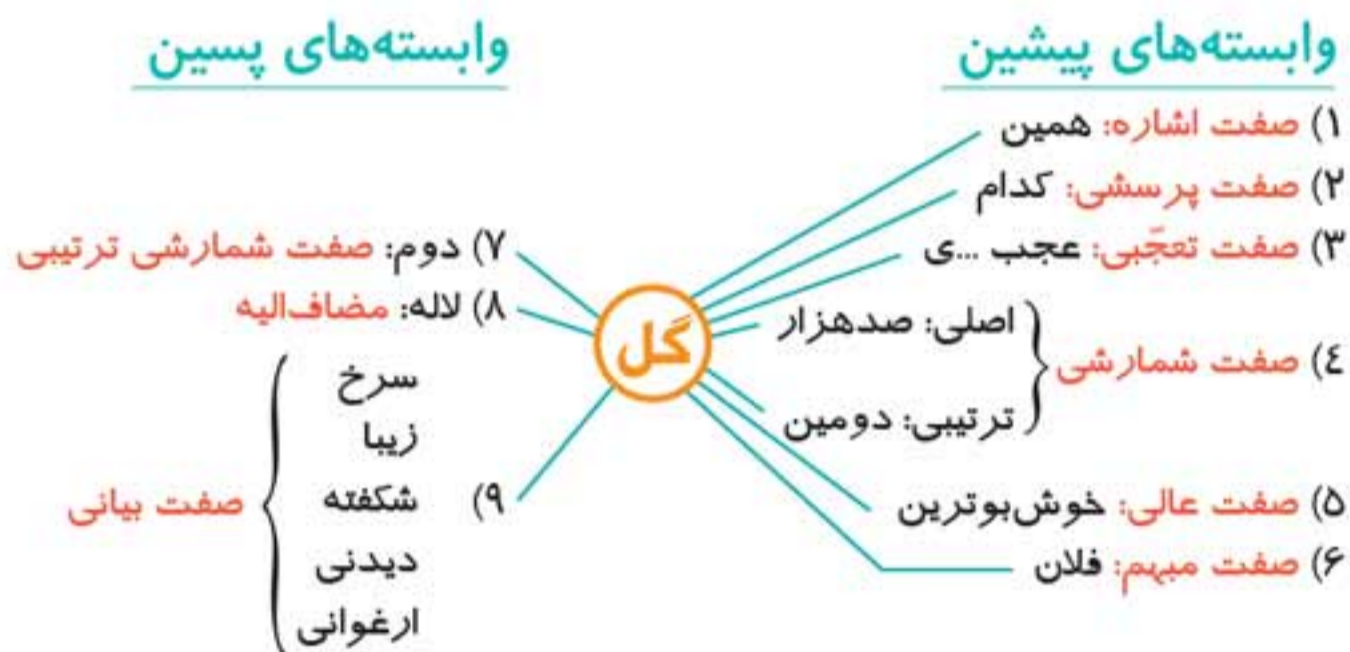 وابسته‌های پیشین
۱) صفت اشاره: همین
۲) صفت پرسشی: کدام
۳) صفت تعجّبی: عجب ...ی
٤) صفت شمارشی
اصلی: صدهزار
ترتیبی: دومین
۵) صفت عالی: خوش‌بوترین
۶) صفت مبهم: فلان
گل
وابسته‌های پسین
۷) دوم: صفت شمارشی ترتیبی
۸) لاله: مضاف‌الیه
۹)
سرخ
زیبا
شکفته
دیدنی
ارغوانی
صفت بیانی